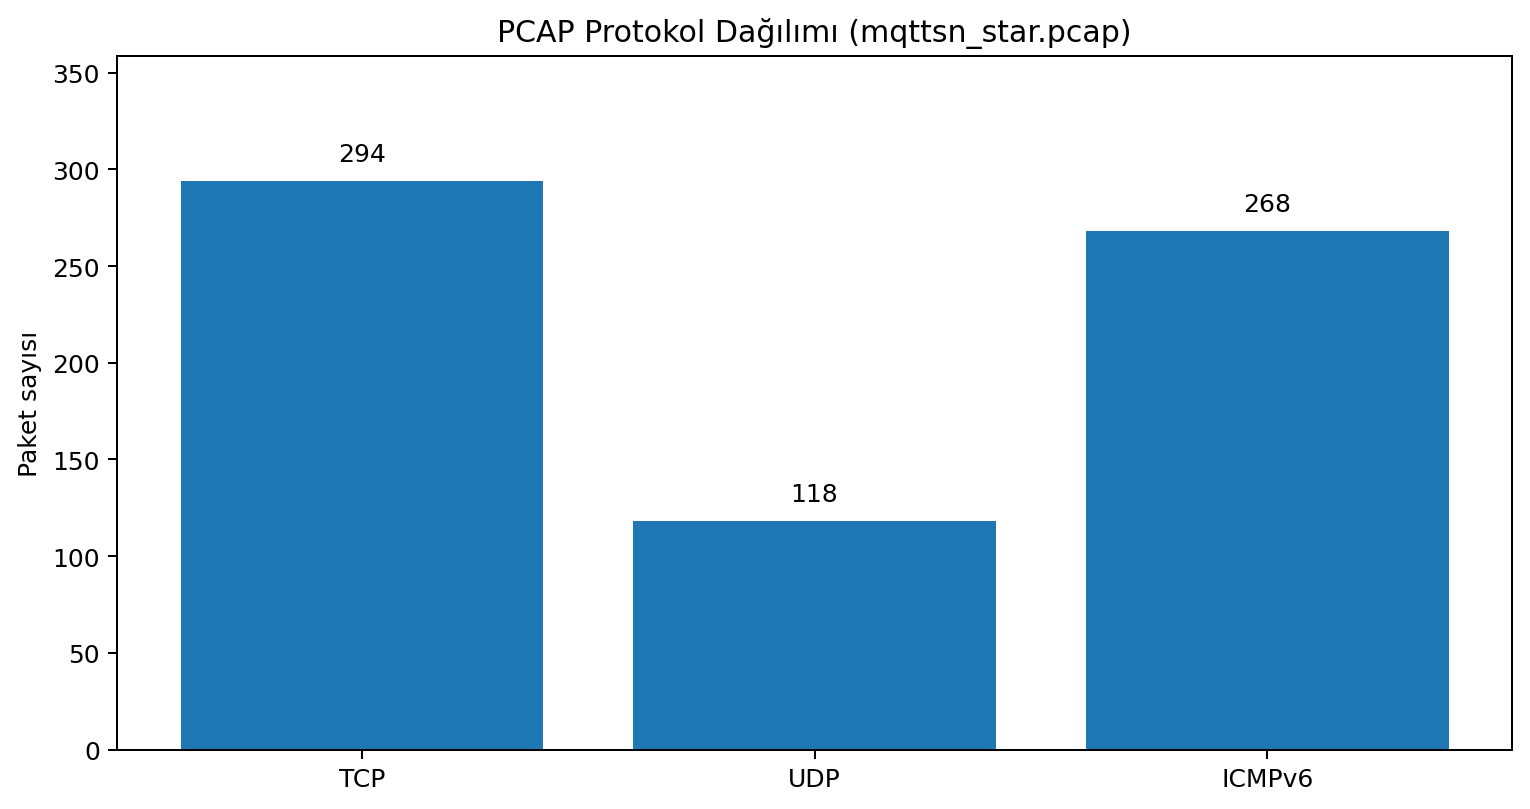 PCAP Protokol Dağılımı (mqttsn_star.pcap)
Paket sayısı
350
300
250
200
150
100
50
0
294
118
268
TCP
UDP
ICMPv6